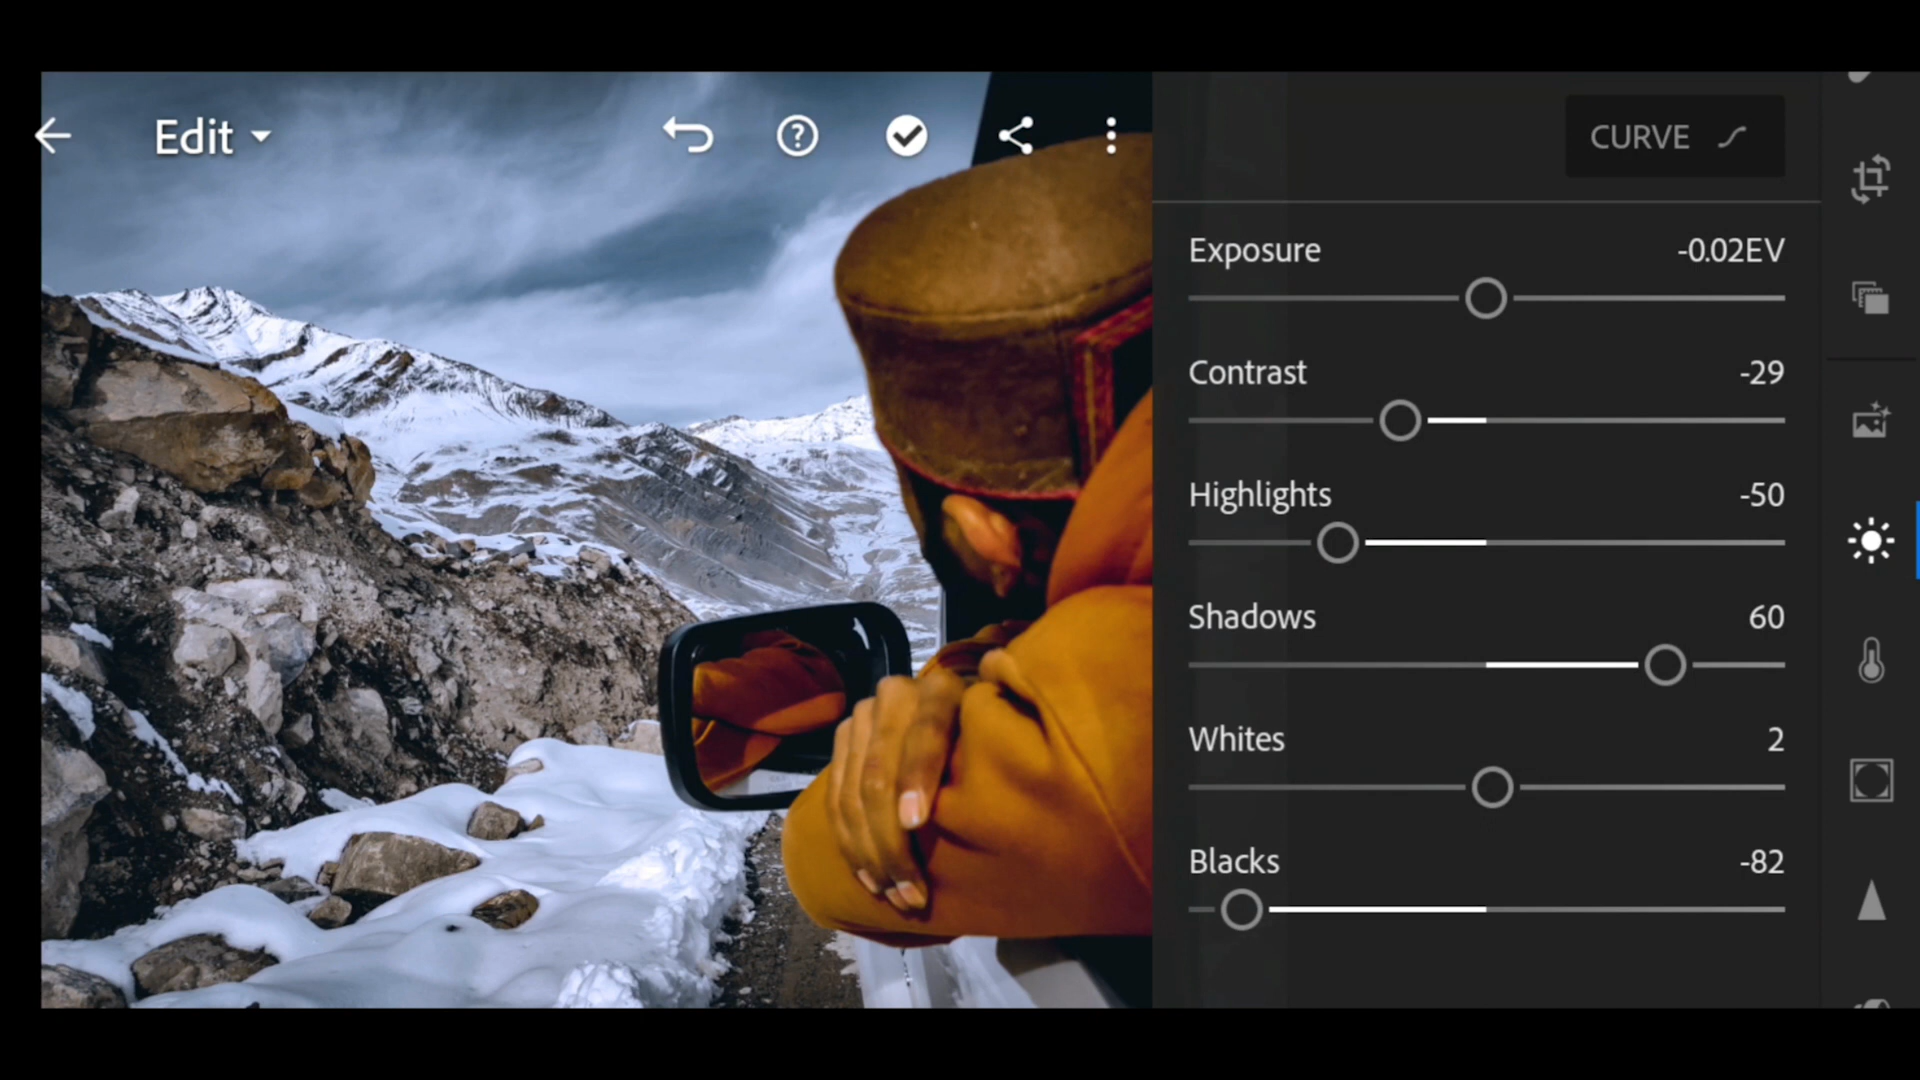 Edit
CURVE
Exposure -0.02EV
Contrast -29
Highlights -50
Shadows 60
Whites 2
Blacks -82